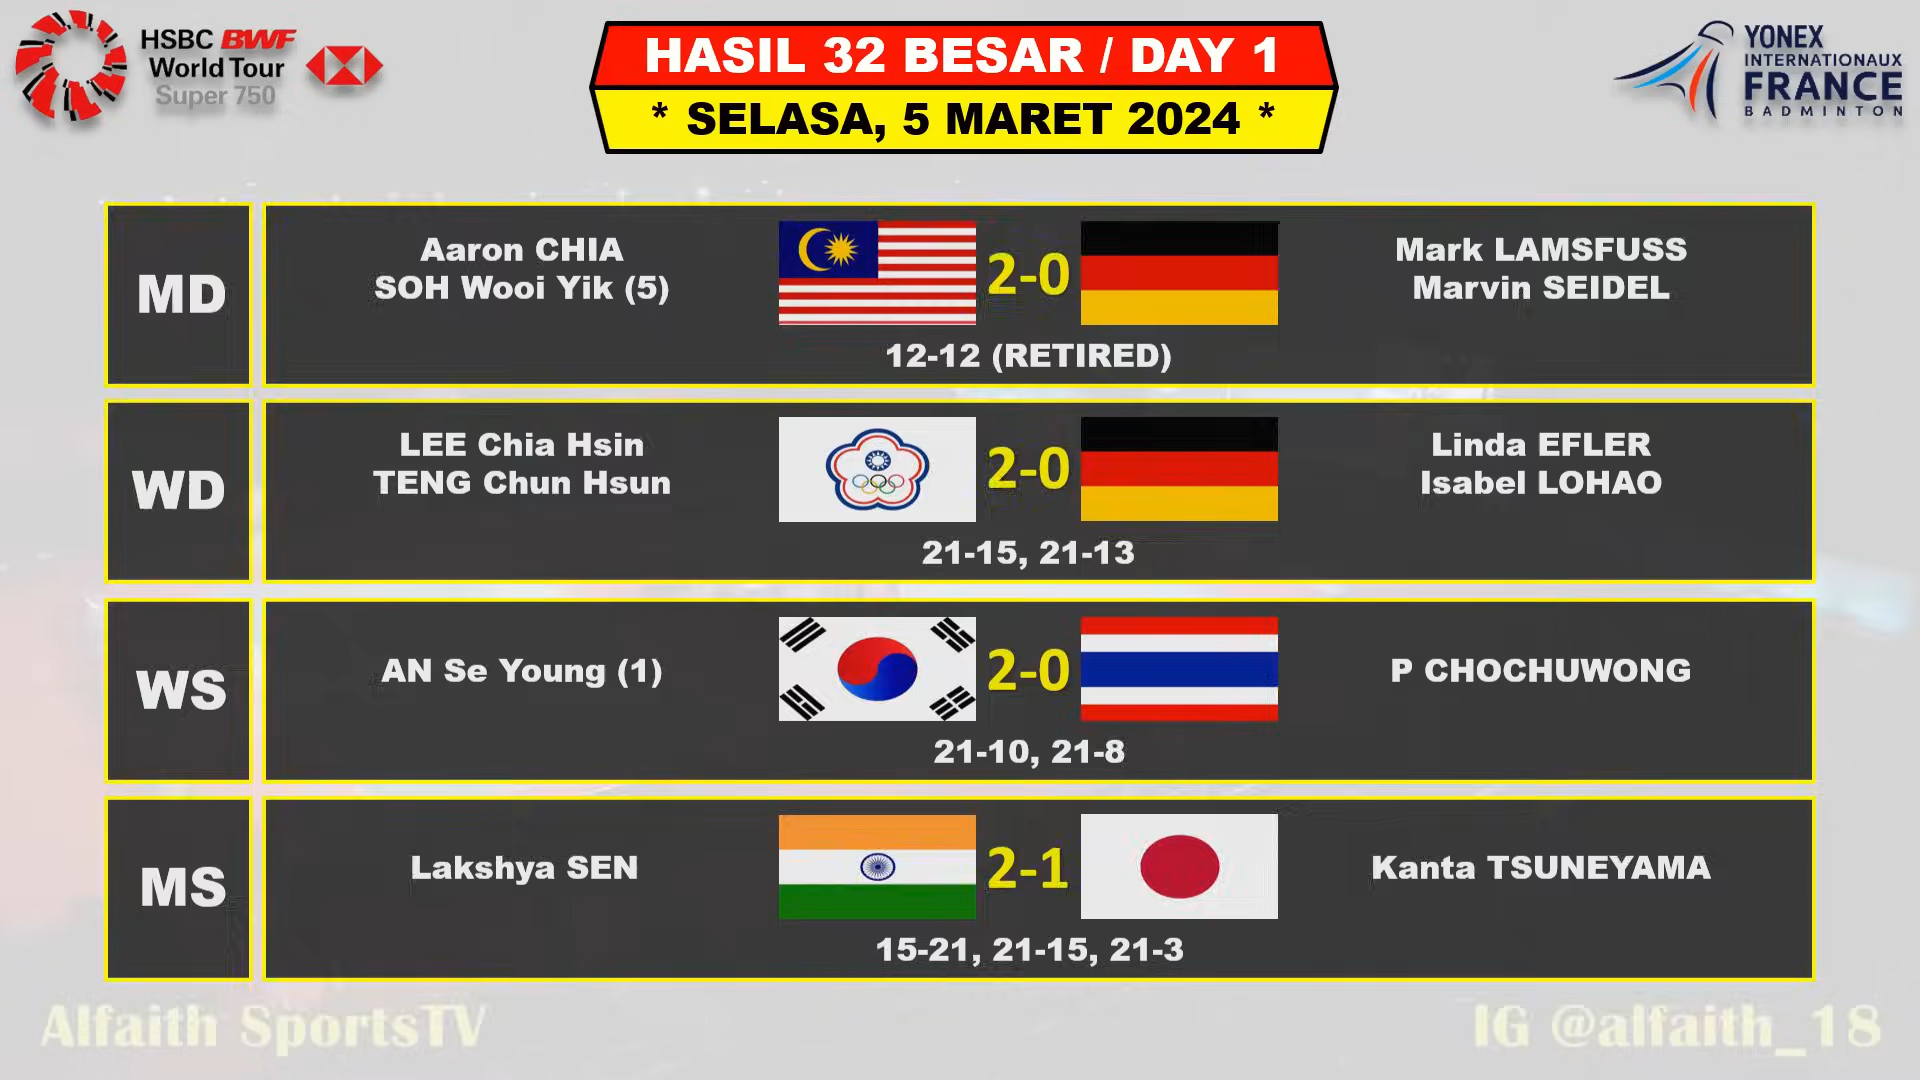 HSBC BWF
World Tour
Super 750
HASIL 32 BESAR / DAY 1
* SELASA, 5 MARET 2024 *
YONEX
INTERNATIONAUX
FRANCE
BADMINTON
MD
Aaron CHIA
SOH Wooi Yik (5)
2-0
Mark LAMSFUSS
Marvin SEIDEL
12-12 (RETIRED)
WD
LEE Chia Hsin
TENG Chun Hsun
2-0
Linda EFLER
Isabel LOHAO
21-15, 21-13
WS
AN Se Young (1)
2-0
P CHOCHUWONG
21-10, 21-8
MS
Lakshya SEN
2-1
Kanta TSUNEYAMA
15-21, 21-15, 21-3
Alfaith SportsTV
IG @alfaith_18